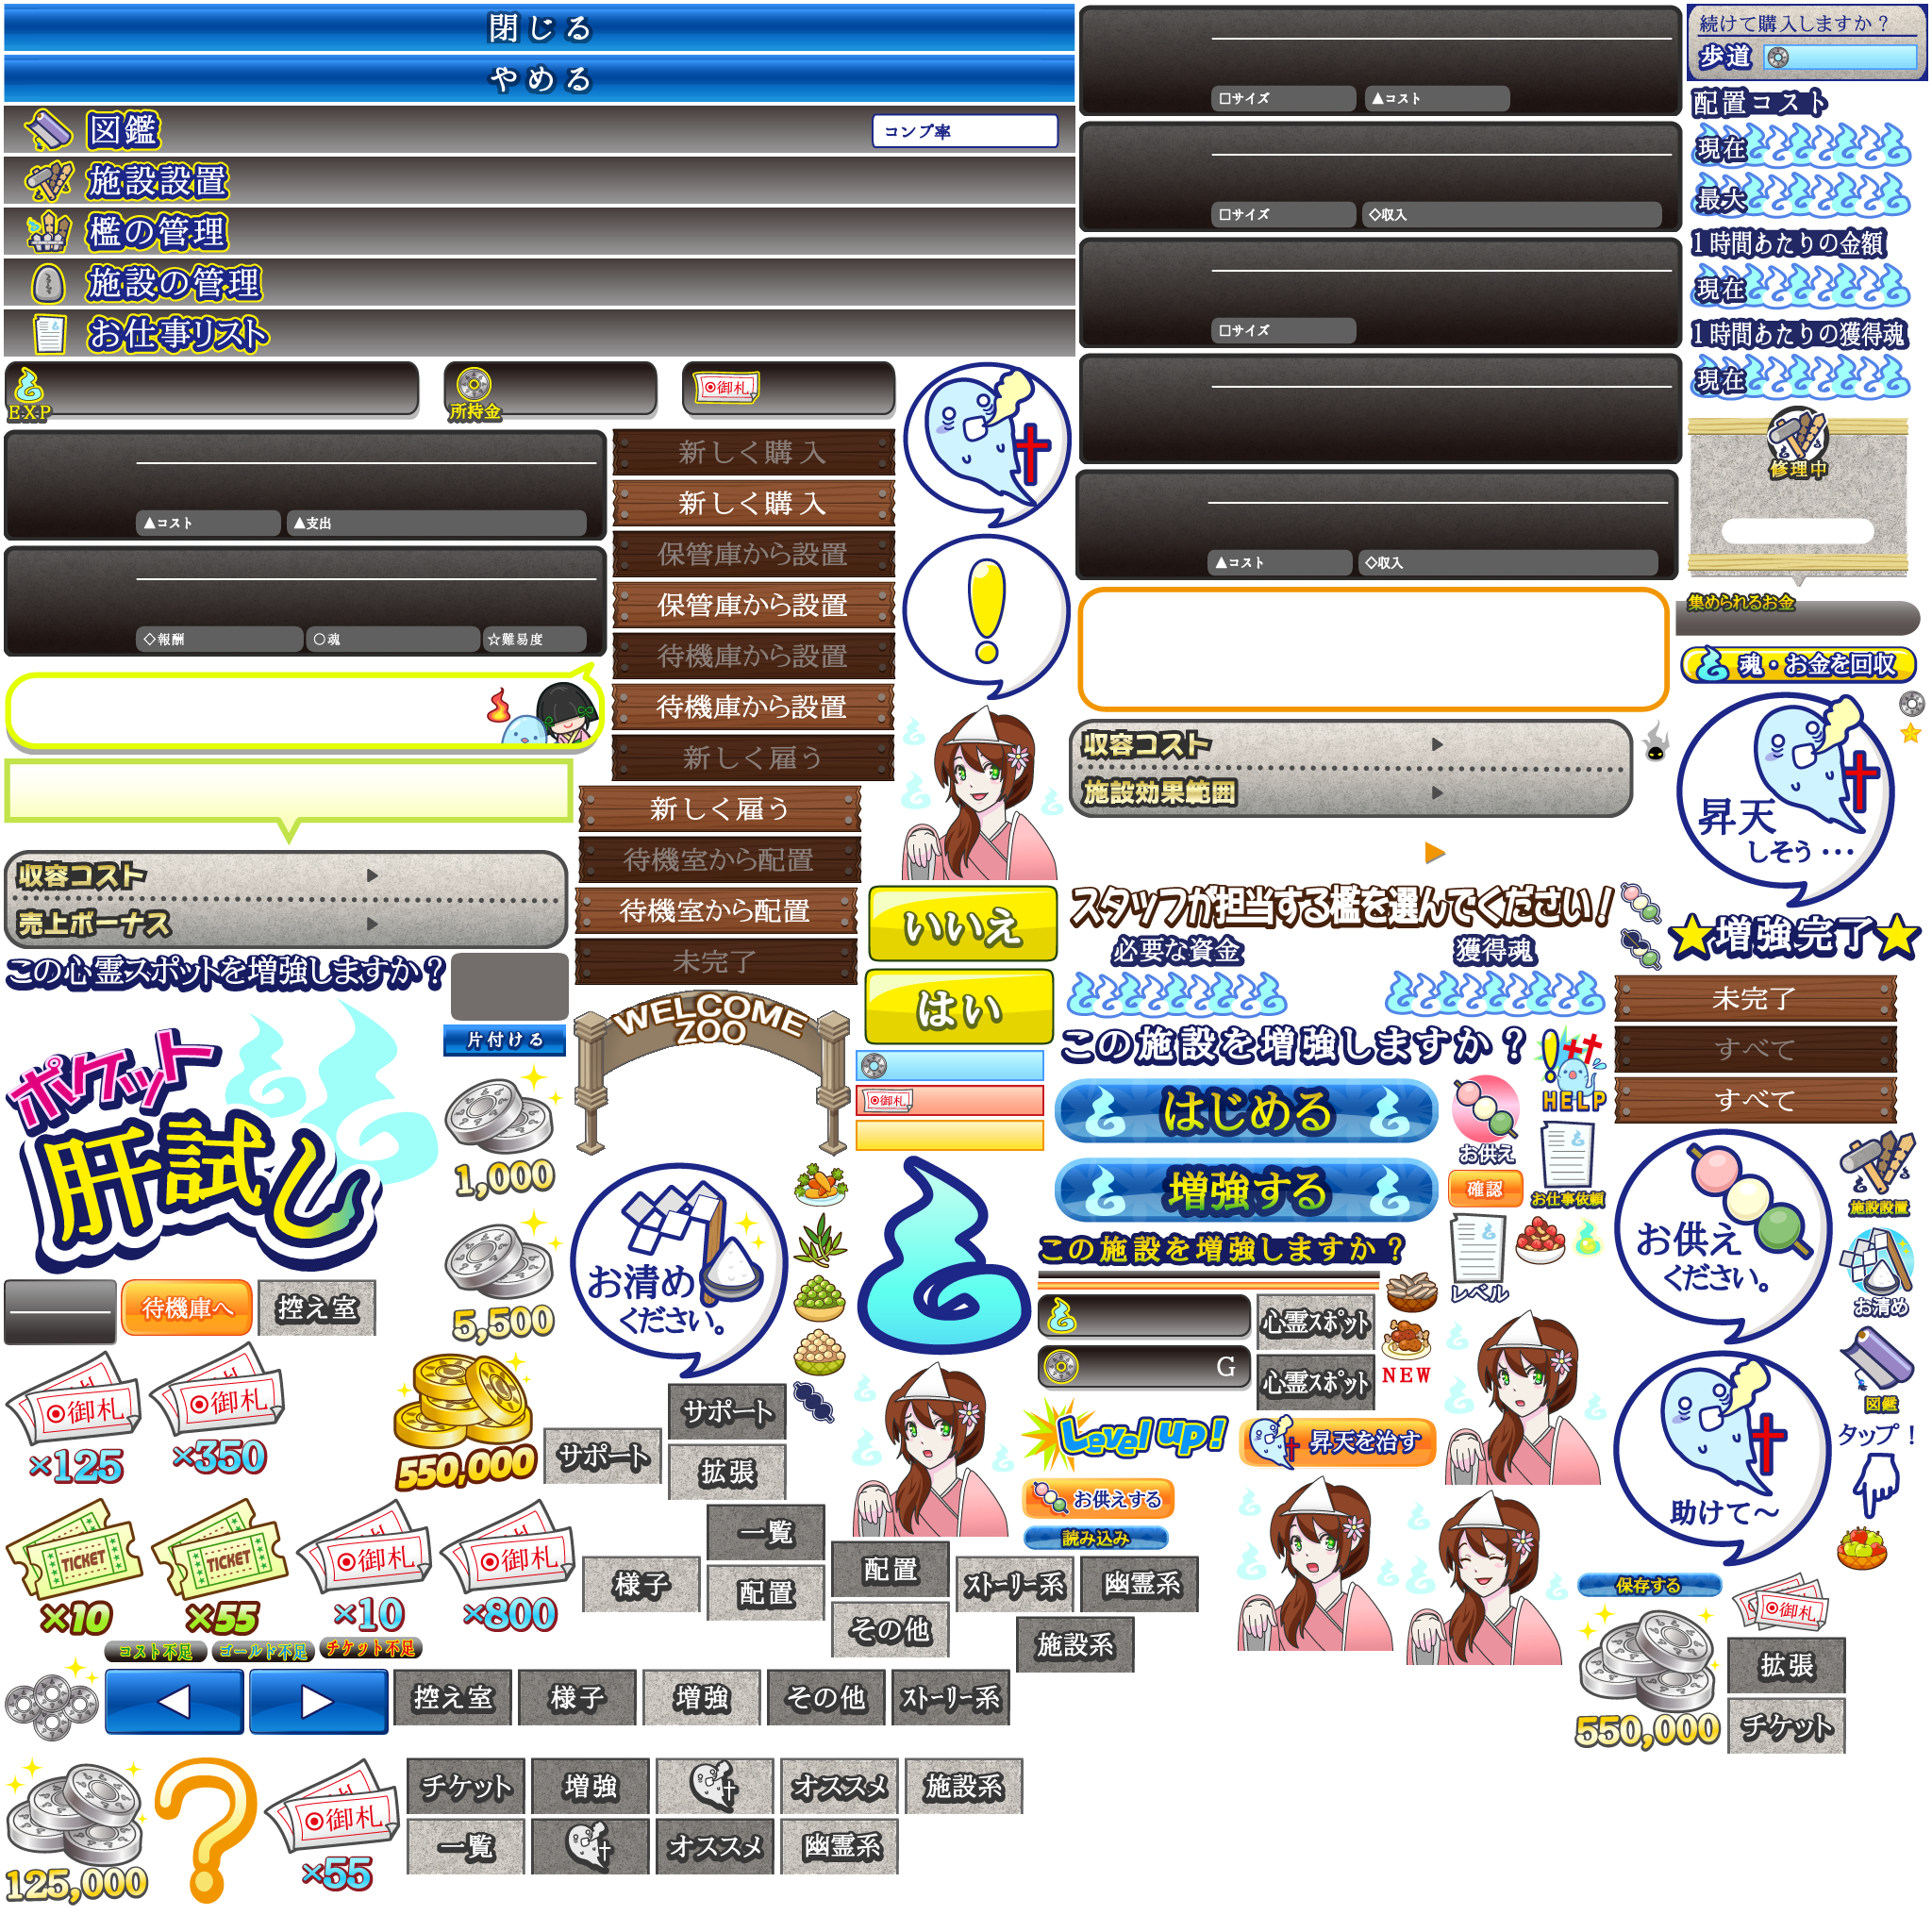 閉じる
やめる
図鑑
コンプ率
施設設置
檻の管理
施設の管理
お仕事リスト
EXP
所持金
御札
▲コスト
▲支出
◇報酬
○魂
☆難易度
収容コスト
売上ボーナス
この心霊スポットを増強しますか？
片付ける
新しく購入
新しく購入
保管庫から設置
保管庫から設置
待機庫から設置
待機庫から設置
新しく雇う
新しく雇う
待機室から配置
待機室から配置
未完了
WELCOME
ZOO
いいえ
はい
御札
□サイズ
▲コスト
□サイズ
◇収入
□サイズ
▲コスト
◇収入
続けて購入しますか？
歩道
配置コスト
現在
最大
1時間あたりの金額
現在
1時間あたりの獲得魂
現在
修理中
集められるお金
魂・お金を回収
収容コスト
施設効果範囲
昇天
しそう…
スタッフが担当する檻を選んでください！
必要な資金
獲得魂
★増強完了★
この施設を増強しますか？
未完了
すべて
すべて
HELP
はじめる
増強する
お供え
確認
お仕事依頼
レベル
この施設を増強しますか？
心霊スポット
G
心霊スポット
NEW
Level up!
昇天を治す
お供えする
読み込み
お供え
ください。
施設設置
お清め
図鑑
タップ！
助けて～
保存する
御札
550,000
拡張
チケット
ポケット
肝試し
1,000
5,500
お清め
ください。
待機庫へ
控え室
御札
×125
御札
×350
550,000
サポート
サポート
拡張
TICKET
×10
TICKET
×55
御札
×10
御札
×800
様子
一覧
配置
配置
その他
ストーリー系
幽霊系
施設系
コスト不足
ゴールド不足
チケット不足
控え室
様子
増強
その他
ストーリー系
125,000
御札
×55
チケット
増強
オススメ
施設系
一覧
オススメ
幽霊系